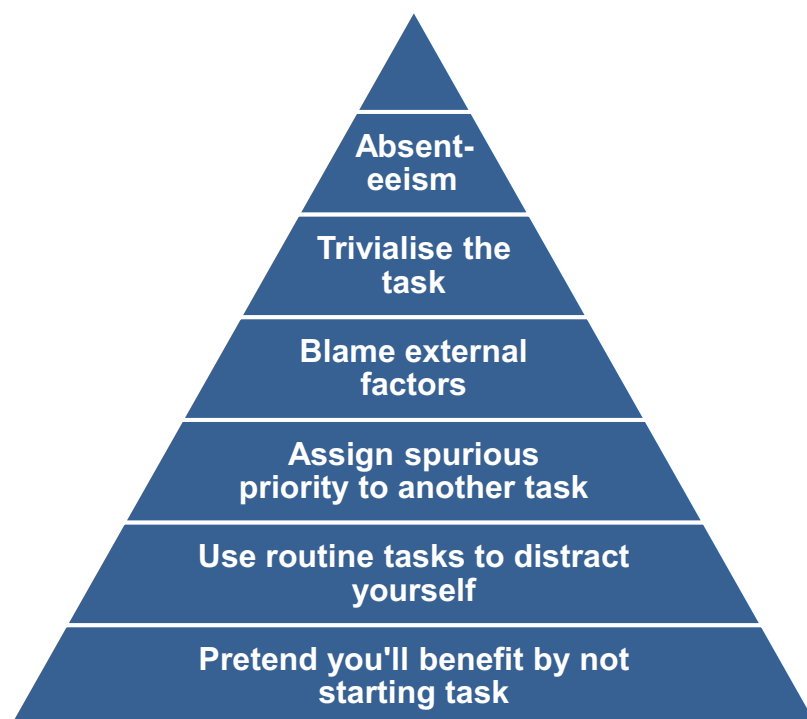 Absent-
eeism
Trivialise the
task
Blame external
factors
Assign spurious
priority to another task
Use routine tasks to distract
yourself
Pretend you'll benefit by not
starting task